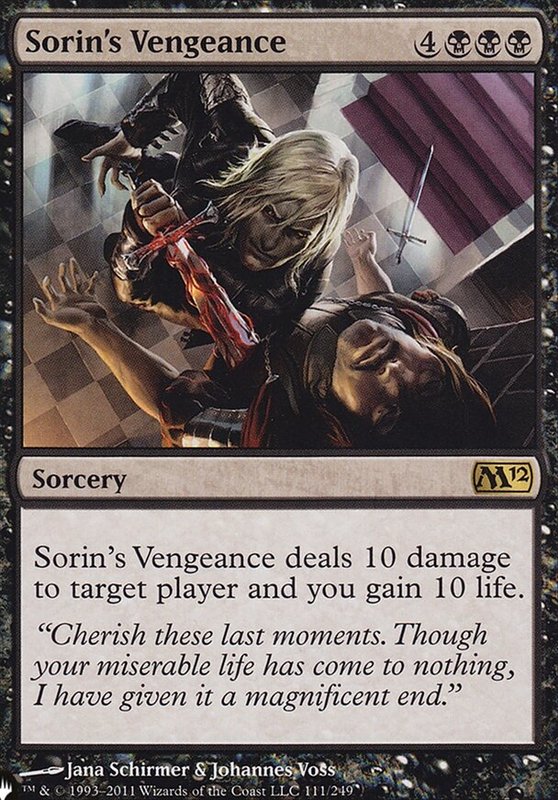 Sorin's Vengeance 4
Sorcery
M12
Sorin's Vengeance deals 10 damage
to target player and you gain 10 life.
“Cherish these last moments. Though
your miserable life has come to nothing,
I have given it a magnificent end.”
Jana Schirmer & Johannes Voss
™ & © 1993–2011 Wizards of the Coast LLC 111/249